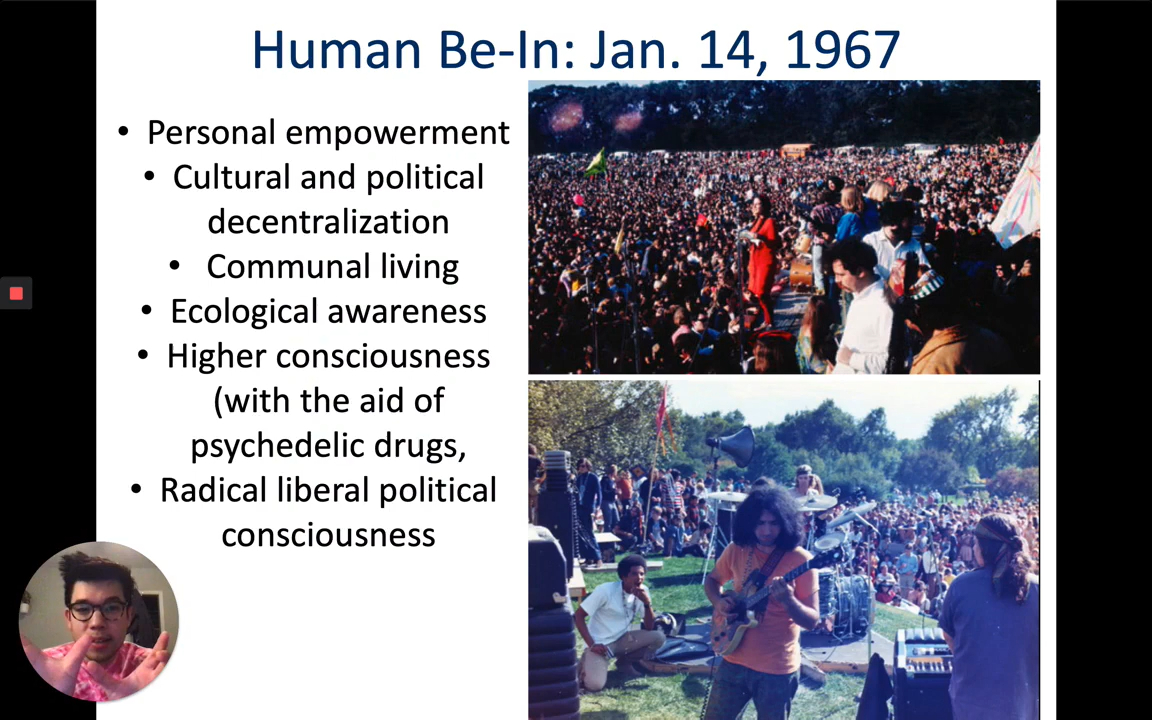 Human Be-In: Jan. 14, 1967
• Personal empowerment
• Cultural and political
decentralization
• Communal living
• Ecological awareness
• Higher consciousness
(with the aid of
psychedelic drugs,
• Radical liberal political
consciousness